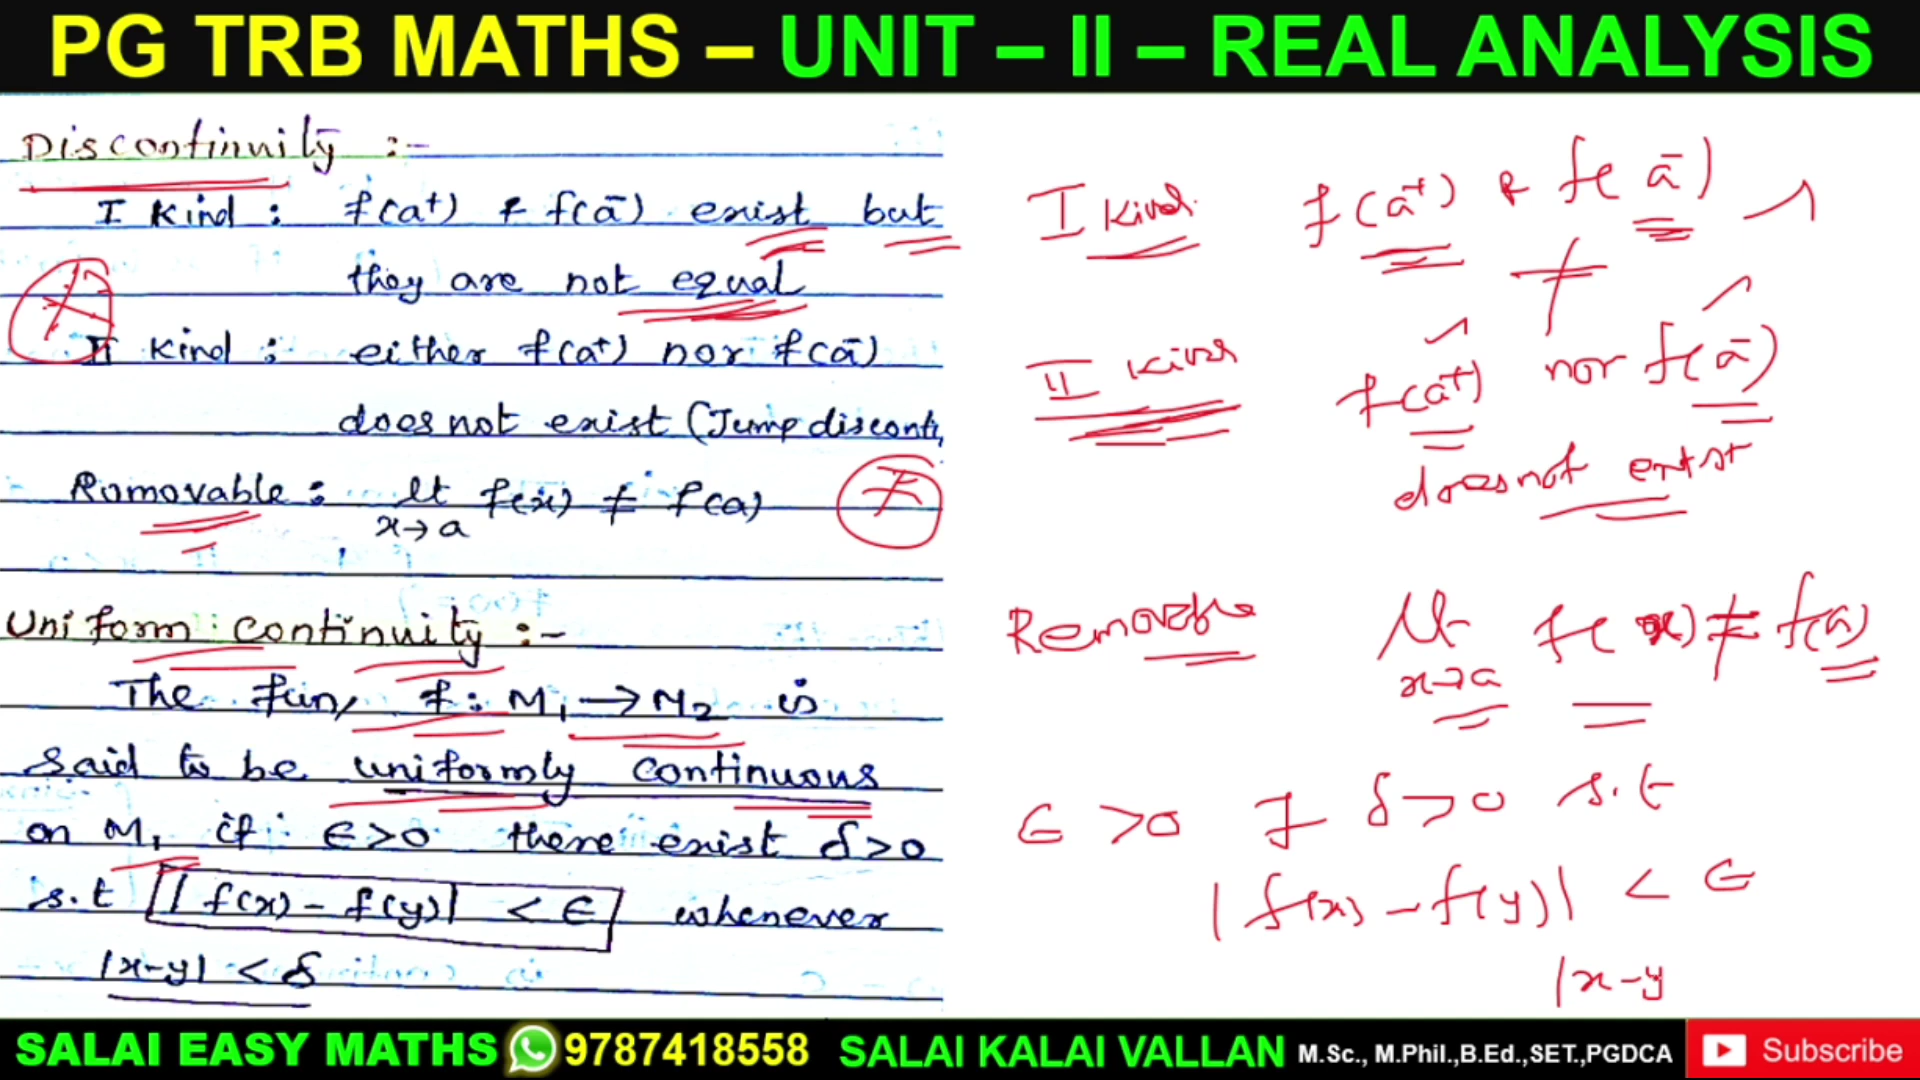 PG TRB MATHS – UNIT – II – REAL ANALYSIS
Discontinuity :-
I Kind : f(a⁺) & f(a⁻) exist but
they are not equal
II Kind : either f(a⁺) nor f(a⁻)
does not exist (Jump disconti,
Removable : lt f(x) ≠ f(a)
x→a
Uniform continuity :-
The fun, f : M₁ → M₂ is
said to be uniformly continuous
on M₁ if ϵ>0 there exist δ>0
s.t |f(x) - f(y)| < ϵ whenever
|x-y| < δ
I Kind f(a⁺) & f(a⁻)
≠
II Kind f(a⁺) nor f(a⁻)
does not exist
Removable lt f(x) ≠ f(a)
x→a
ϵ >0 ∃ δ>0 s.t
|f(x) - f(y)| < ϵ
|x-y
SALAI EASY MATHS 9787418558 SALAI KALAI VALLAN M.Sc., M.Phil.,B.Ed.,SET.,PGDCA Subscribe